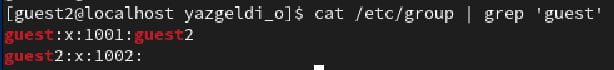 [guest2@localhost yazgeldi_o]$ cat /etc/group | grep 'guest'
guest:x:1001:guest2
guest2:x:1002: